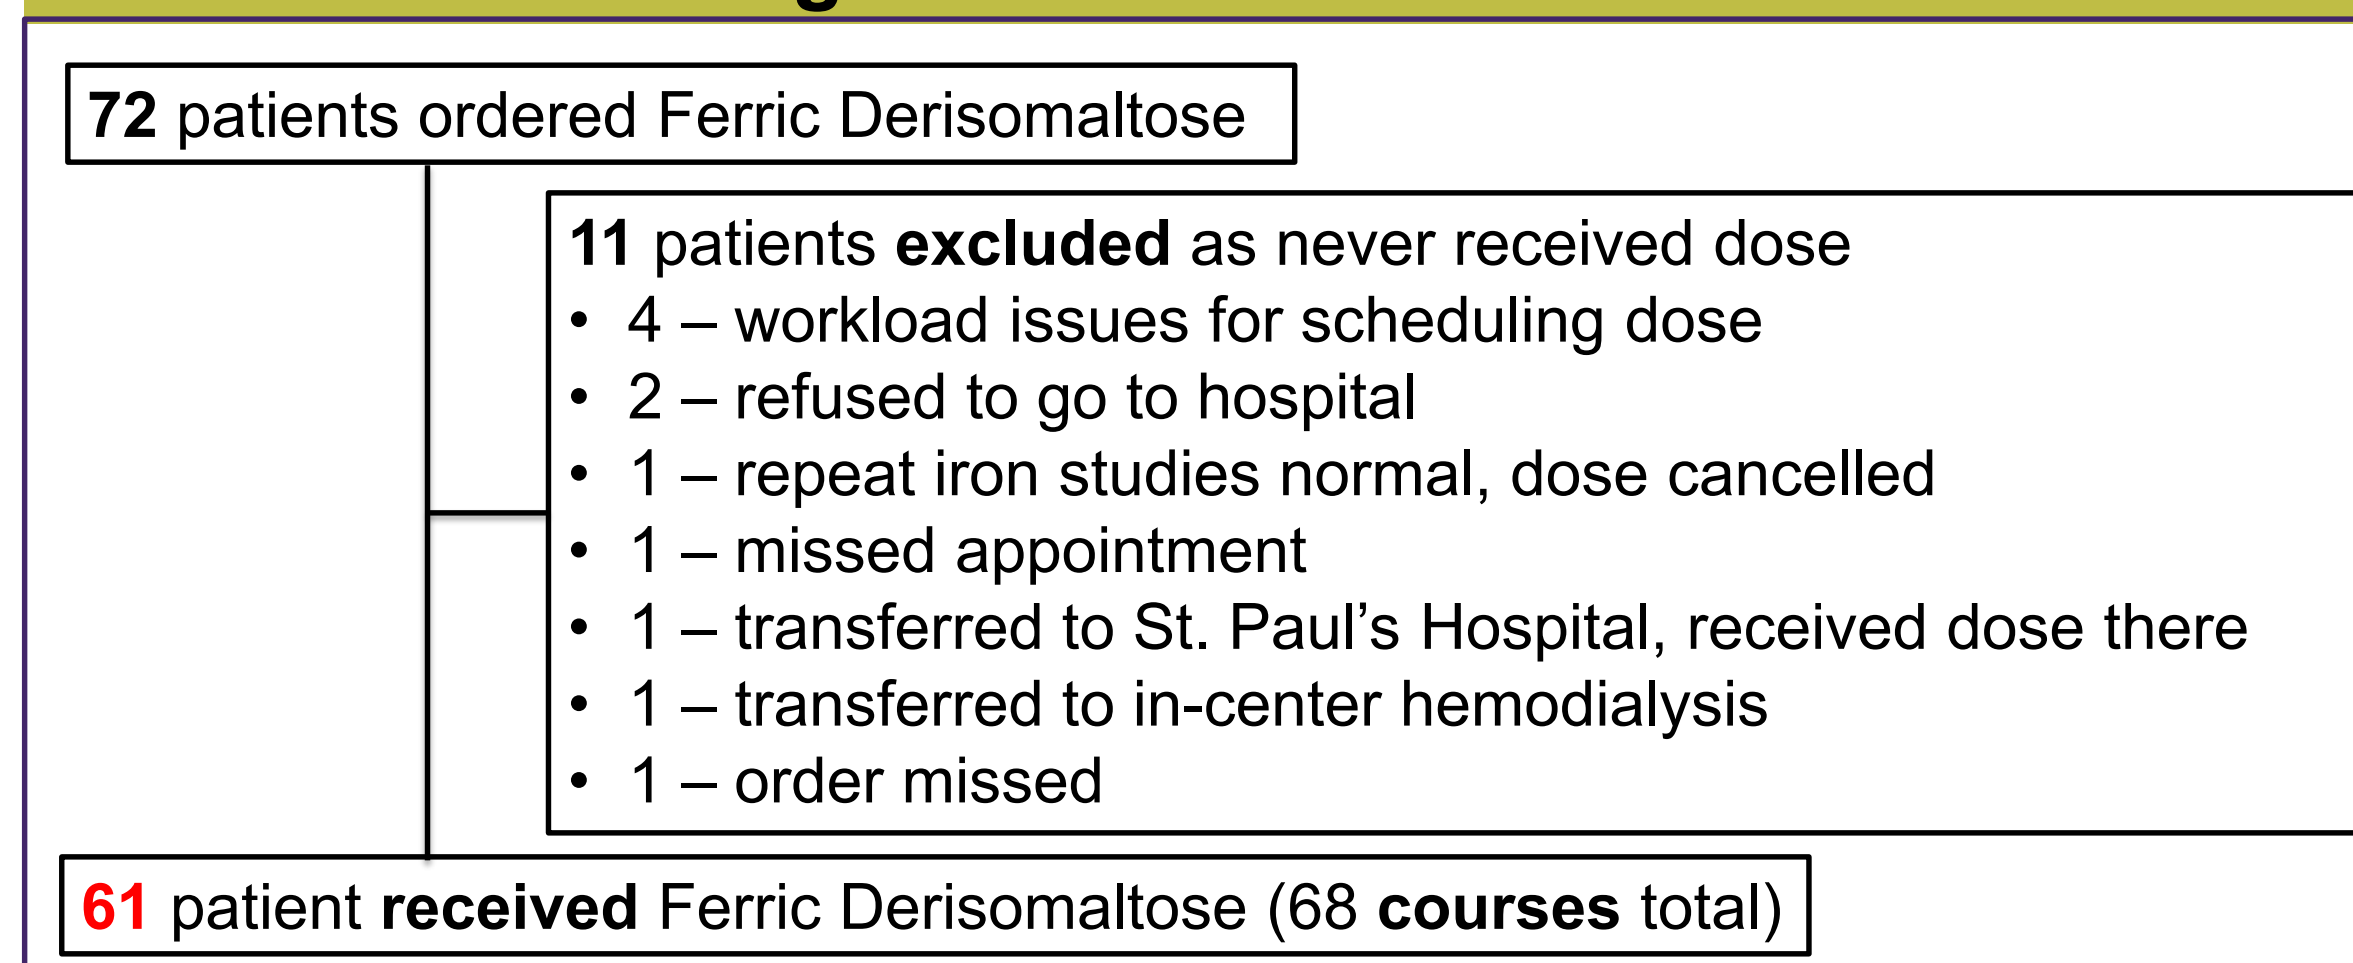 72 patients ordered Ferric Derisomaltose
11 patients excluded as never received dose
• 4 – workload issues for scheduling dose
• 2 – refused to go to hospital
• 1 – repeat iron studies normal, dose cancelled
• 1 – missed appointment
• 1 – transferred to St. Paul’s Hospital, received dose there
• 1 – transferred to in-center hemodialysis
• 1 – order missed
61 patient received Ferric Derisomaltose (68 courses total)